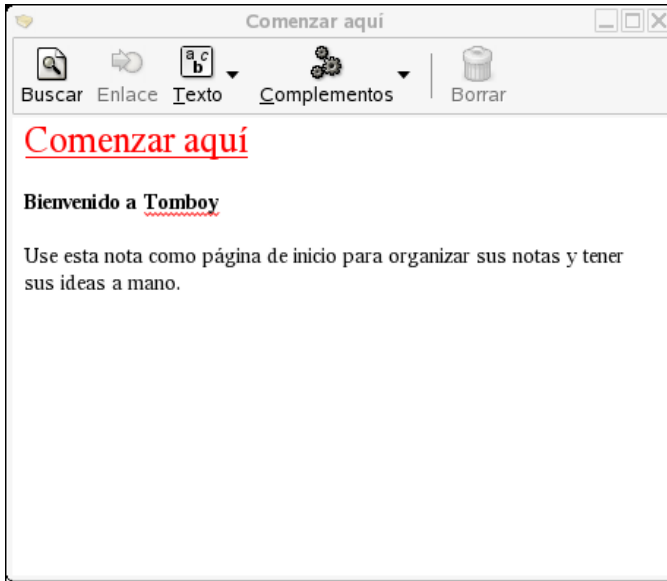 Comenzar aquí
Buscar Enlace Texto Complementos Borrar
Comenzar aquí
Bienvenido a Tomboy
Use esta nota como página de inicio para organizar sus notas y tener
sus ideas a mano.